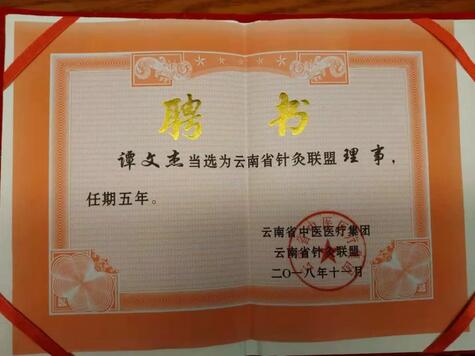 聘书
谭文杰当选为云南省针灸联盟理事，
任期五年。
云南省中医医疗集团
云南省针灸联盟
二〇一八年十一月